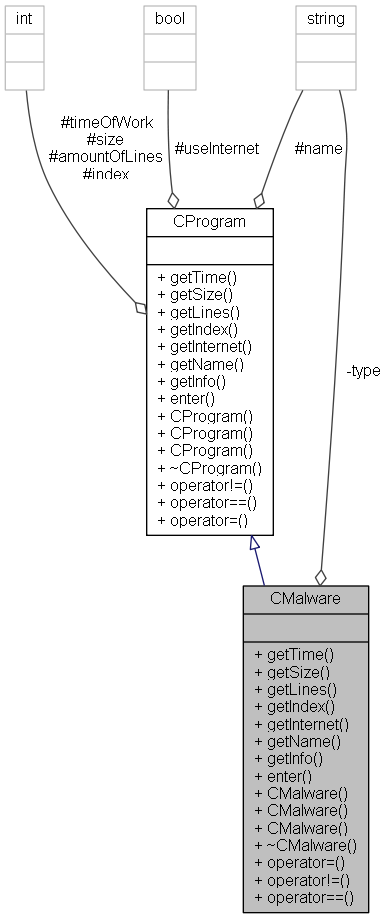 int
bool
string
#timeOfWork
#size
#amountOfLines
#index
#useInternet
#name
CProgram
+ getTime()
+ getSize()
+ getLines()
+ getIndex()
+ getInternet()
+ getName()
+ getInfo()
+ enter()
+ CProgram()
+ CProgram()
+ CProgram()
+ ~CProgram()
+ operator!=()
+ operator==()
+ operator=()
-type
CMalware
+ getTime()
+ getSize()
+ getLines()
+ getIndex()
+ getInternet()
+ getName()
+ getInfo()
+ enter()
+ CMalware()
+ CMalware()
+ CMalware()
+ ~CMalware()
+ operator=()
+ operator!=()
+ operator==()